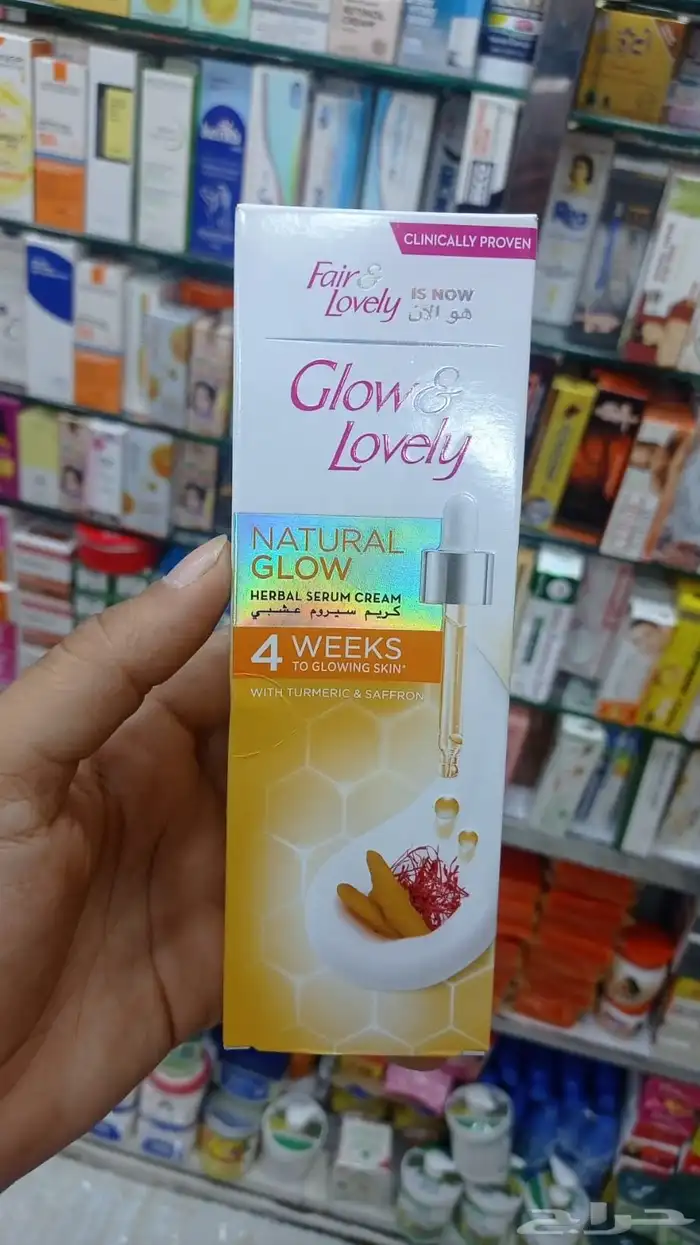 CLINICALLY PROVEN
Fair &
Lovely
IS NOW
هو الآن
Glow &
Lovely
NATURAL
GLOW
HERBAL SERUM CREAM
كريم سيروم عشبي
4 WEEKS
TO GLOWING SKIN*
WITH TURMERIC & SAFFRON
حراج